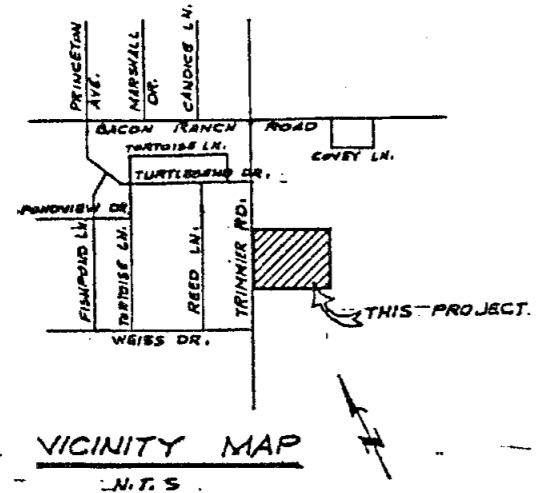 PRINCETON
AVE.
MARSHALL
DR.
CANDICE LN.
BACON RANCH ROAD
TORTOISE LN.
COVEY LN.
TURTLEBEND DR.
PONDVIEW DR.
FISHPOND LN.
TORTOISE LN.
REED LN.
TRIMMIER RD.
THIS PROJECT.
WEISS DR.
N
VICINITY MAP
N.T.S.